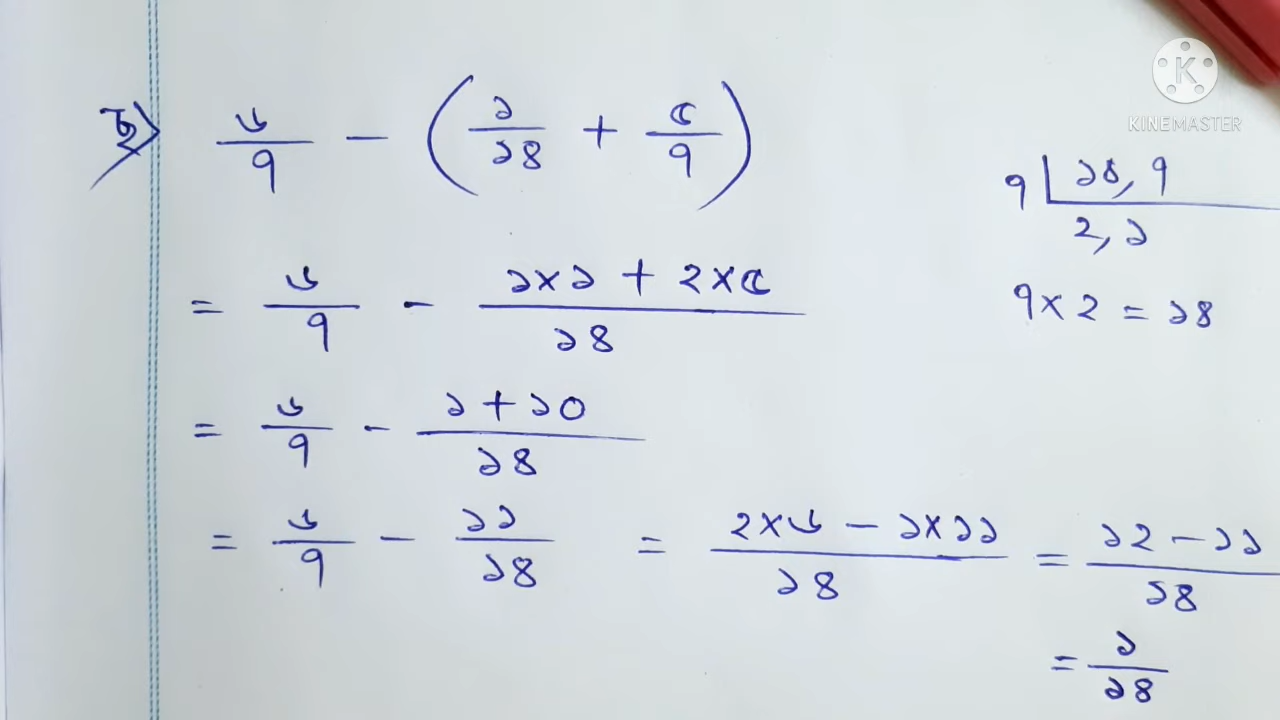 KINEMASTER
ছ) ৬/৭ - (১/১৪ + ৫/৭)
৭ | ১৪, ৭
২, ১
৭ × ২ = ১৪
= ৬/৭ - (১×১ + ২×৫)/১৪
= ৬/৭ - (১+১০)/১৪
= ৬/৭ - ১১/১৪ = (২×৬ - ১×১১)/১৪ = (১২-১১)/১৪
= ১/১৪